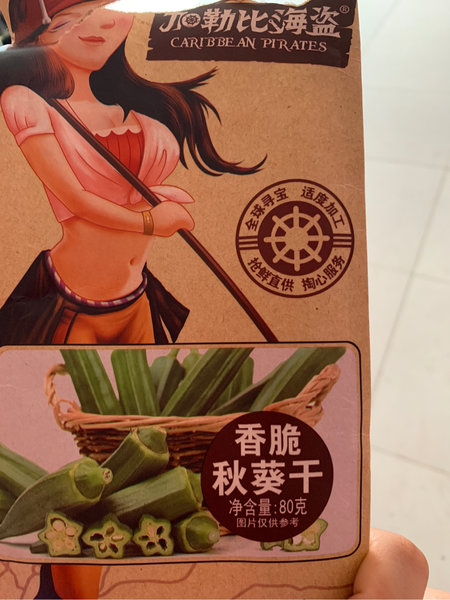 加勒比海盗®
CARIBBEAN PIRATES
全球寻宝 适度加工
抢鲜直供 掏心服务
香脆
秋葵干
净含量:80克
图片仅供参考